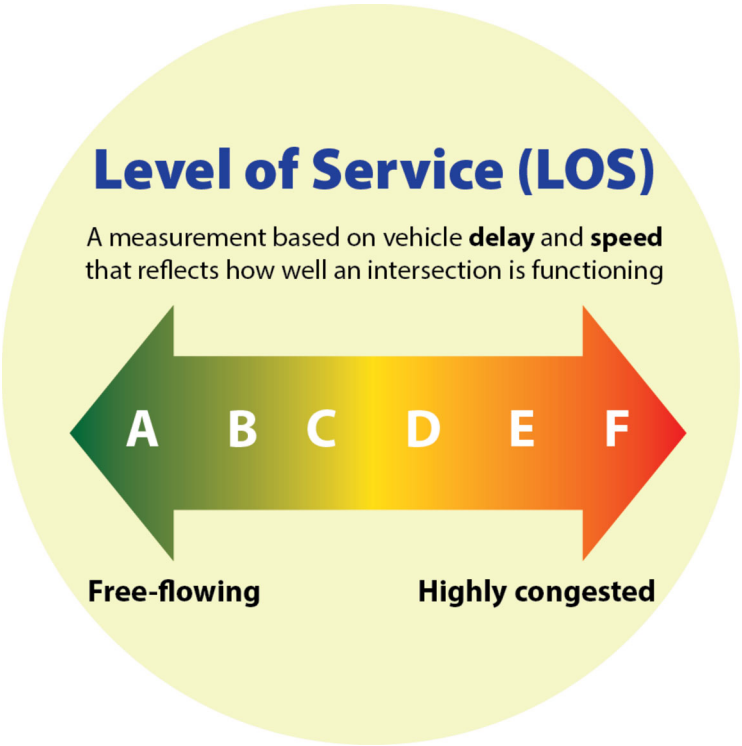 Level of Service (LOS)
A measurement based on vehicle delay and speed
that reflects how well an intersection is functioning
A B C D E F
Free-flowing Highly congested